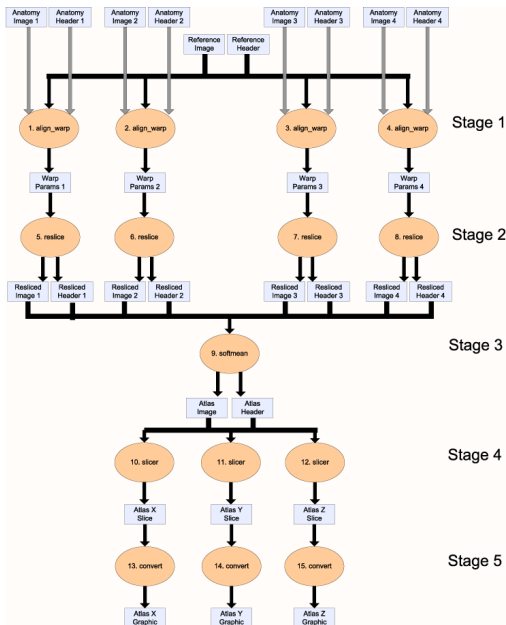 Anatomy
Image 1
Anatomy
Header 1
Anatomy
Image 2
Anatomy
Header 2
Anatomy
Image 3
Anatomy
Header 3
Anatomy
Image 4
Anatomy
Header 4
Reference
Image
Reference
Header
1. align_warp
2. align_warp
3. align_warp
4. align_warp
Stage 1
Warp
Params 1
Warp
Params 2
Warp
Params 3
Warp
Params 4
5. reslice
6. reslice
7. reslice
8. reslice
Stage 2
Resliced
Image 1
Resliced
Header 1
Resliced
Image 2
Resliced
Header 2
Resliced
Image 3
Resliced
Header 3
Resliced
Image 4
Resliced
Header 4
9. softmean
Stage 3
Atlas
Image
Atlas
Header
10. slicer
11. slicer
12. slicer
Stage 4
Atlas X
Slice
Atlas Y
Slice
Atlas Z
Slice
13. convert
14. convert
15. convert
Stage 5
Atlas X
Graphic
Atlas Y
Graphic
Atlas Z
Graphic